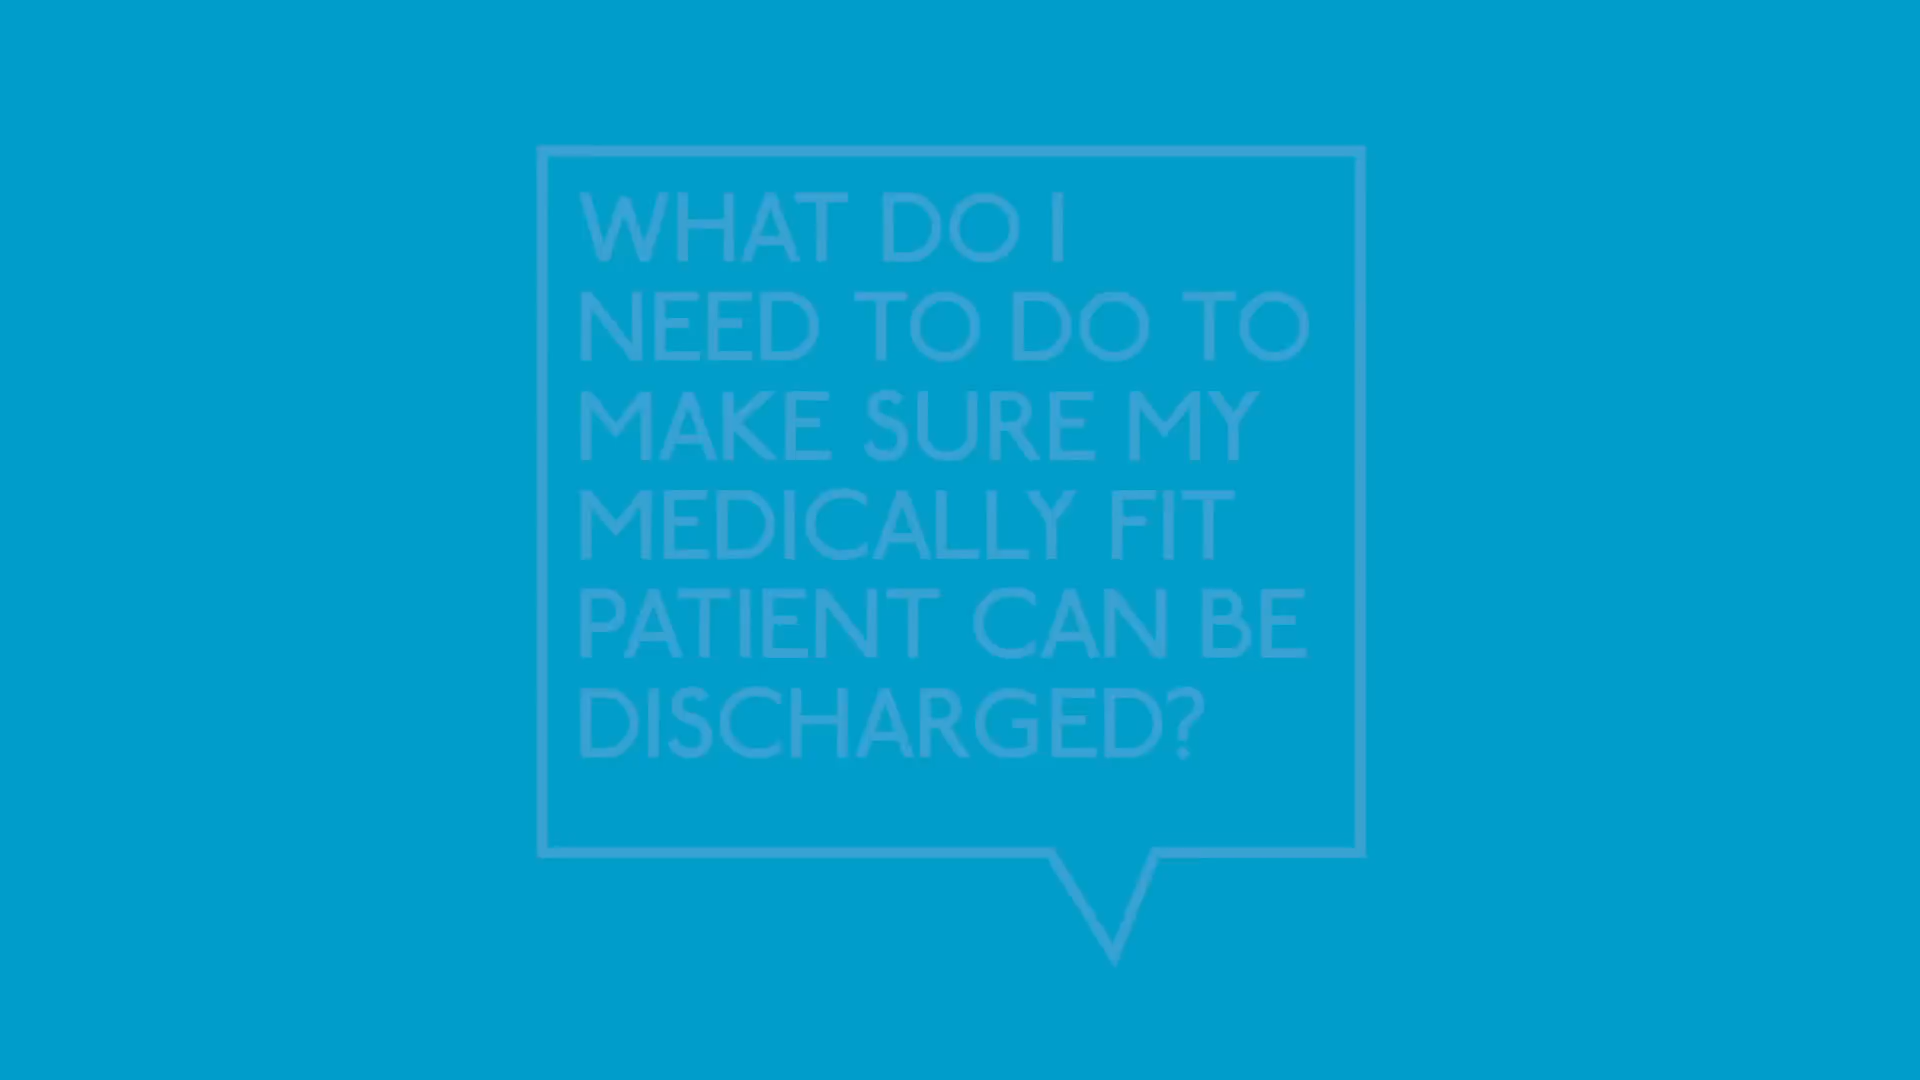 WHAT DO I
NEED TO DO TO
MAKE SURE MY
MEDICALLY FIT
PATIENT CAN BE
DISCHARGED?